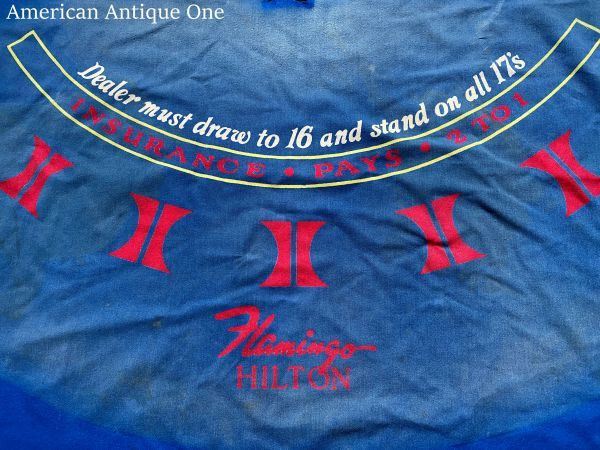 American Antique One
Dealer must draw to 16 and stand on all 17's
INSURANCE • PAYS • 2 TO 1
Flamingo
HILTON